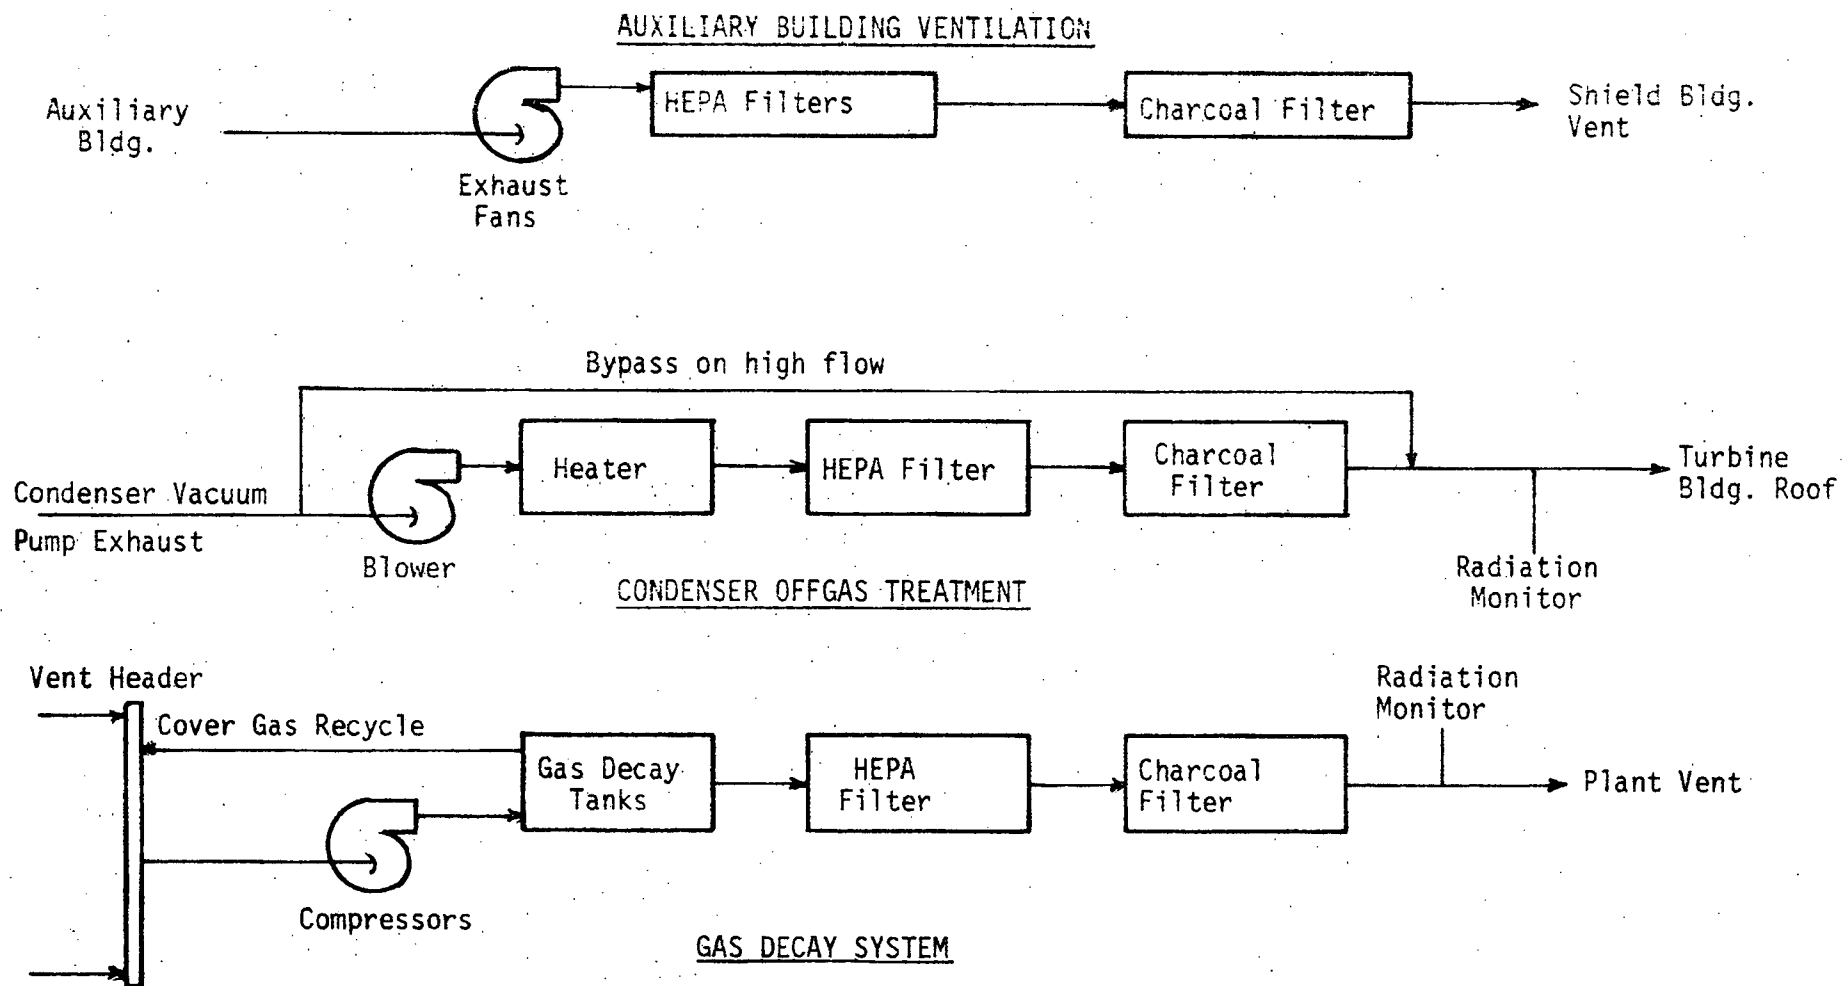 AUXILIARY BUILDING VENTILATION
Auxiliary
Bldg.
Exhaust
Fans
HEPA Filters
Charcoal Filter
Shield Bldg.
Vent
Bypass on high flow
Condenser Vacuum
Pump Exhaust
Blower
Heater
HEPA Filter
Charcoal
Filter
Turbine
Bldg. Roof
Radiation
Monitor
CONDENSER OFFGAS TREATMENT
Vent Header
Cover Gas Recycle
Compressors
Gas Decay
Tanks
HEPA
Filter
Charcoal
Filter
Radiation
Monitor
Plant Vent
GAS DECAY SYSTEM